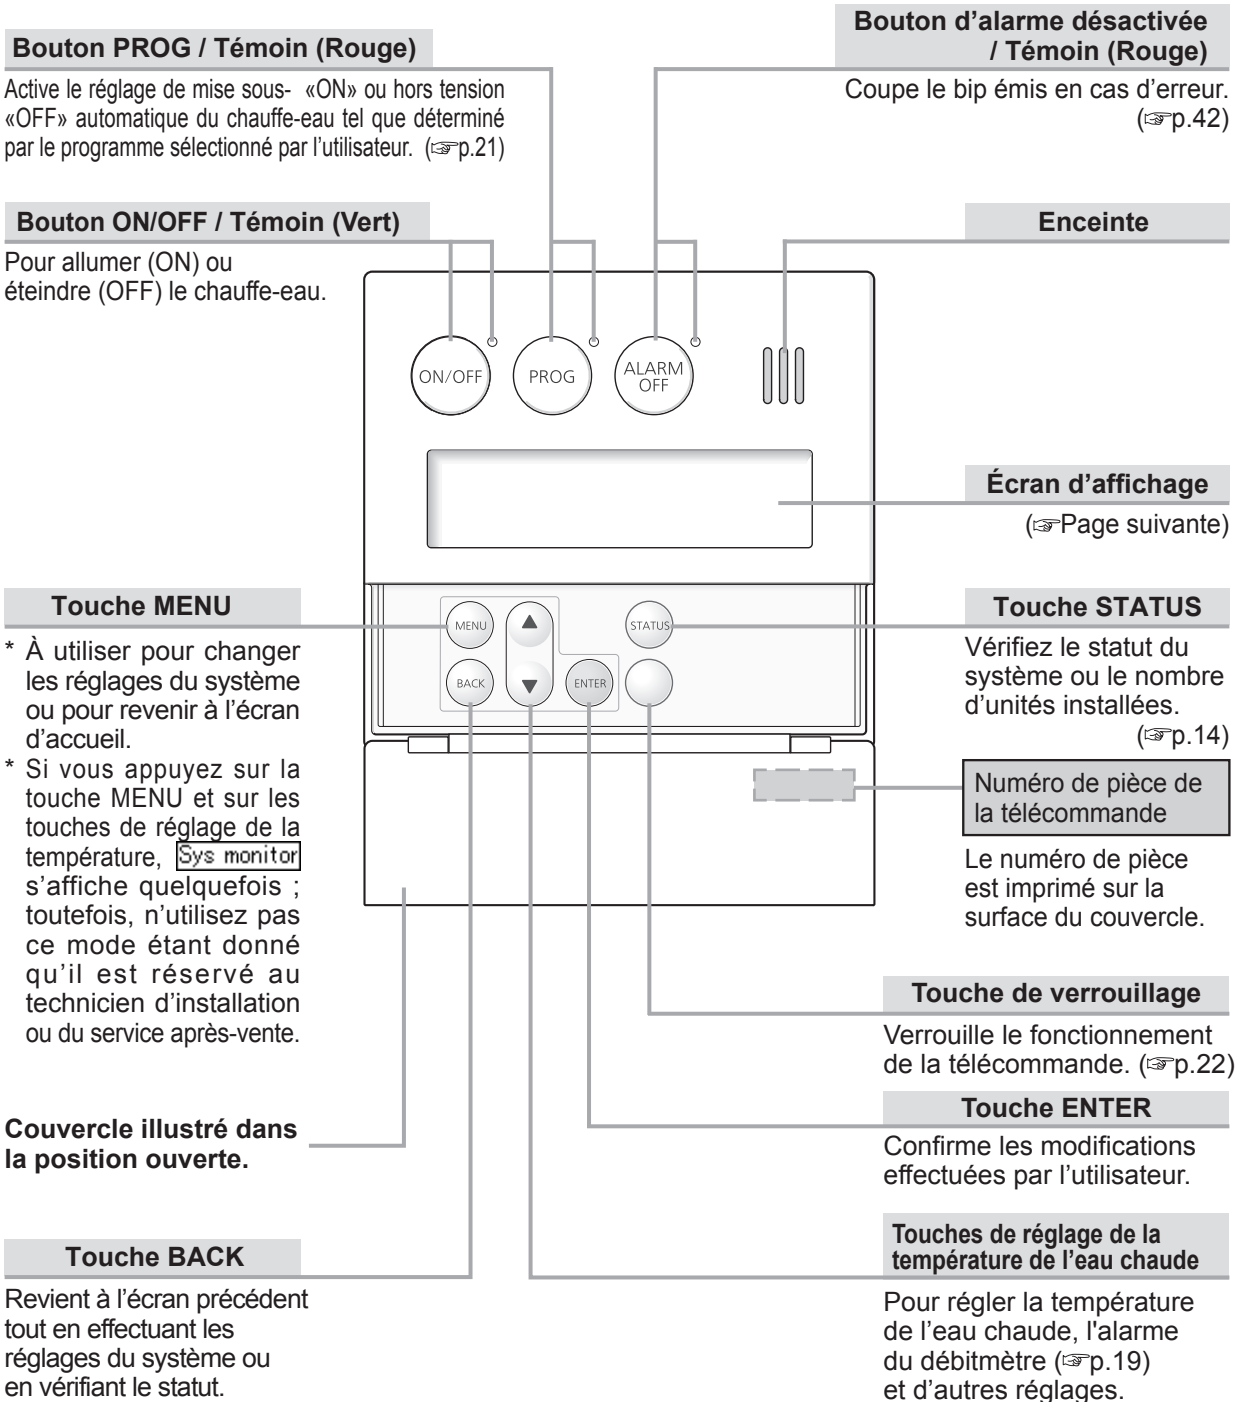 Bouton PROG / Témoin (Rouge)
Active le réglage de mise sous- «ON» ou hors tension
«OFF» automatique du chauffe-eau tel que déterminé
par le programme sélectionné par l’utilisateur. (☞p.21)
Bouton d’alarme désactivée
/ Témoin (Rouge)
Coupe le bip émis en cas d’erreur.
(☞p.42)
Bouton ON/OFF / Témoin (Vert)
Pour allumer (ON) ou
éteindre (OFF) le chauffe-eau.
Enceinte
ON/OFF
PROG
ALARM
OFF
Écran d’affichage
(☞Page suivante)
MENU
▲
STATUS
BACK
▼
ENTER
Touche MENU
* À utiliser pour changer
les réglages du système
ou pour revenir à l’écran
d’accueil.
* Si vous appuyez sur la
touche MENU et sur les
touches de réglage de la
température, Sys monitor
s’affiche quelquefois ;
toutefois, n’utilisez pas
ce mode étant donné
qu’il est réservé au
technicien d’installation
ou du service après-vente.
Touche STATUS
Vérifiez le statut du
système ou le nombre
d’unités installées.
(☞p.14)
Numéro de pièce de
la télécommande
Le numéro de pièce
est imprimé sur la
surface du couvercle.
Touche de verrouillage
Verrouille le fonctionnement
de la télécommande. (☞p.22)
Couvercle illustré dans
la position ouverte.
Touche ENTER
Confirme les modifications
effectuées par l’utilisateur.
Touche BACK
Revient à l’écran précédent
tout en effectuant les
réglages du système ou
en vérifiant le statut.
Touches de réglage de la
température de l’eau chaude
Pour régler la température
de l’eau chaude, l'alarme
du débitmètre (☞p.19)
et d’autres réglages.